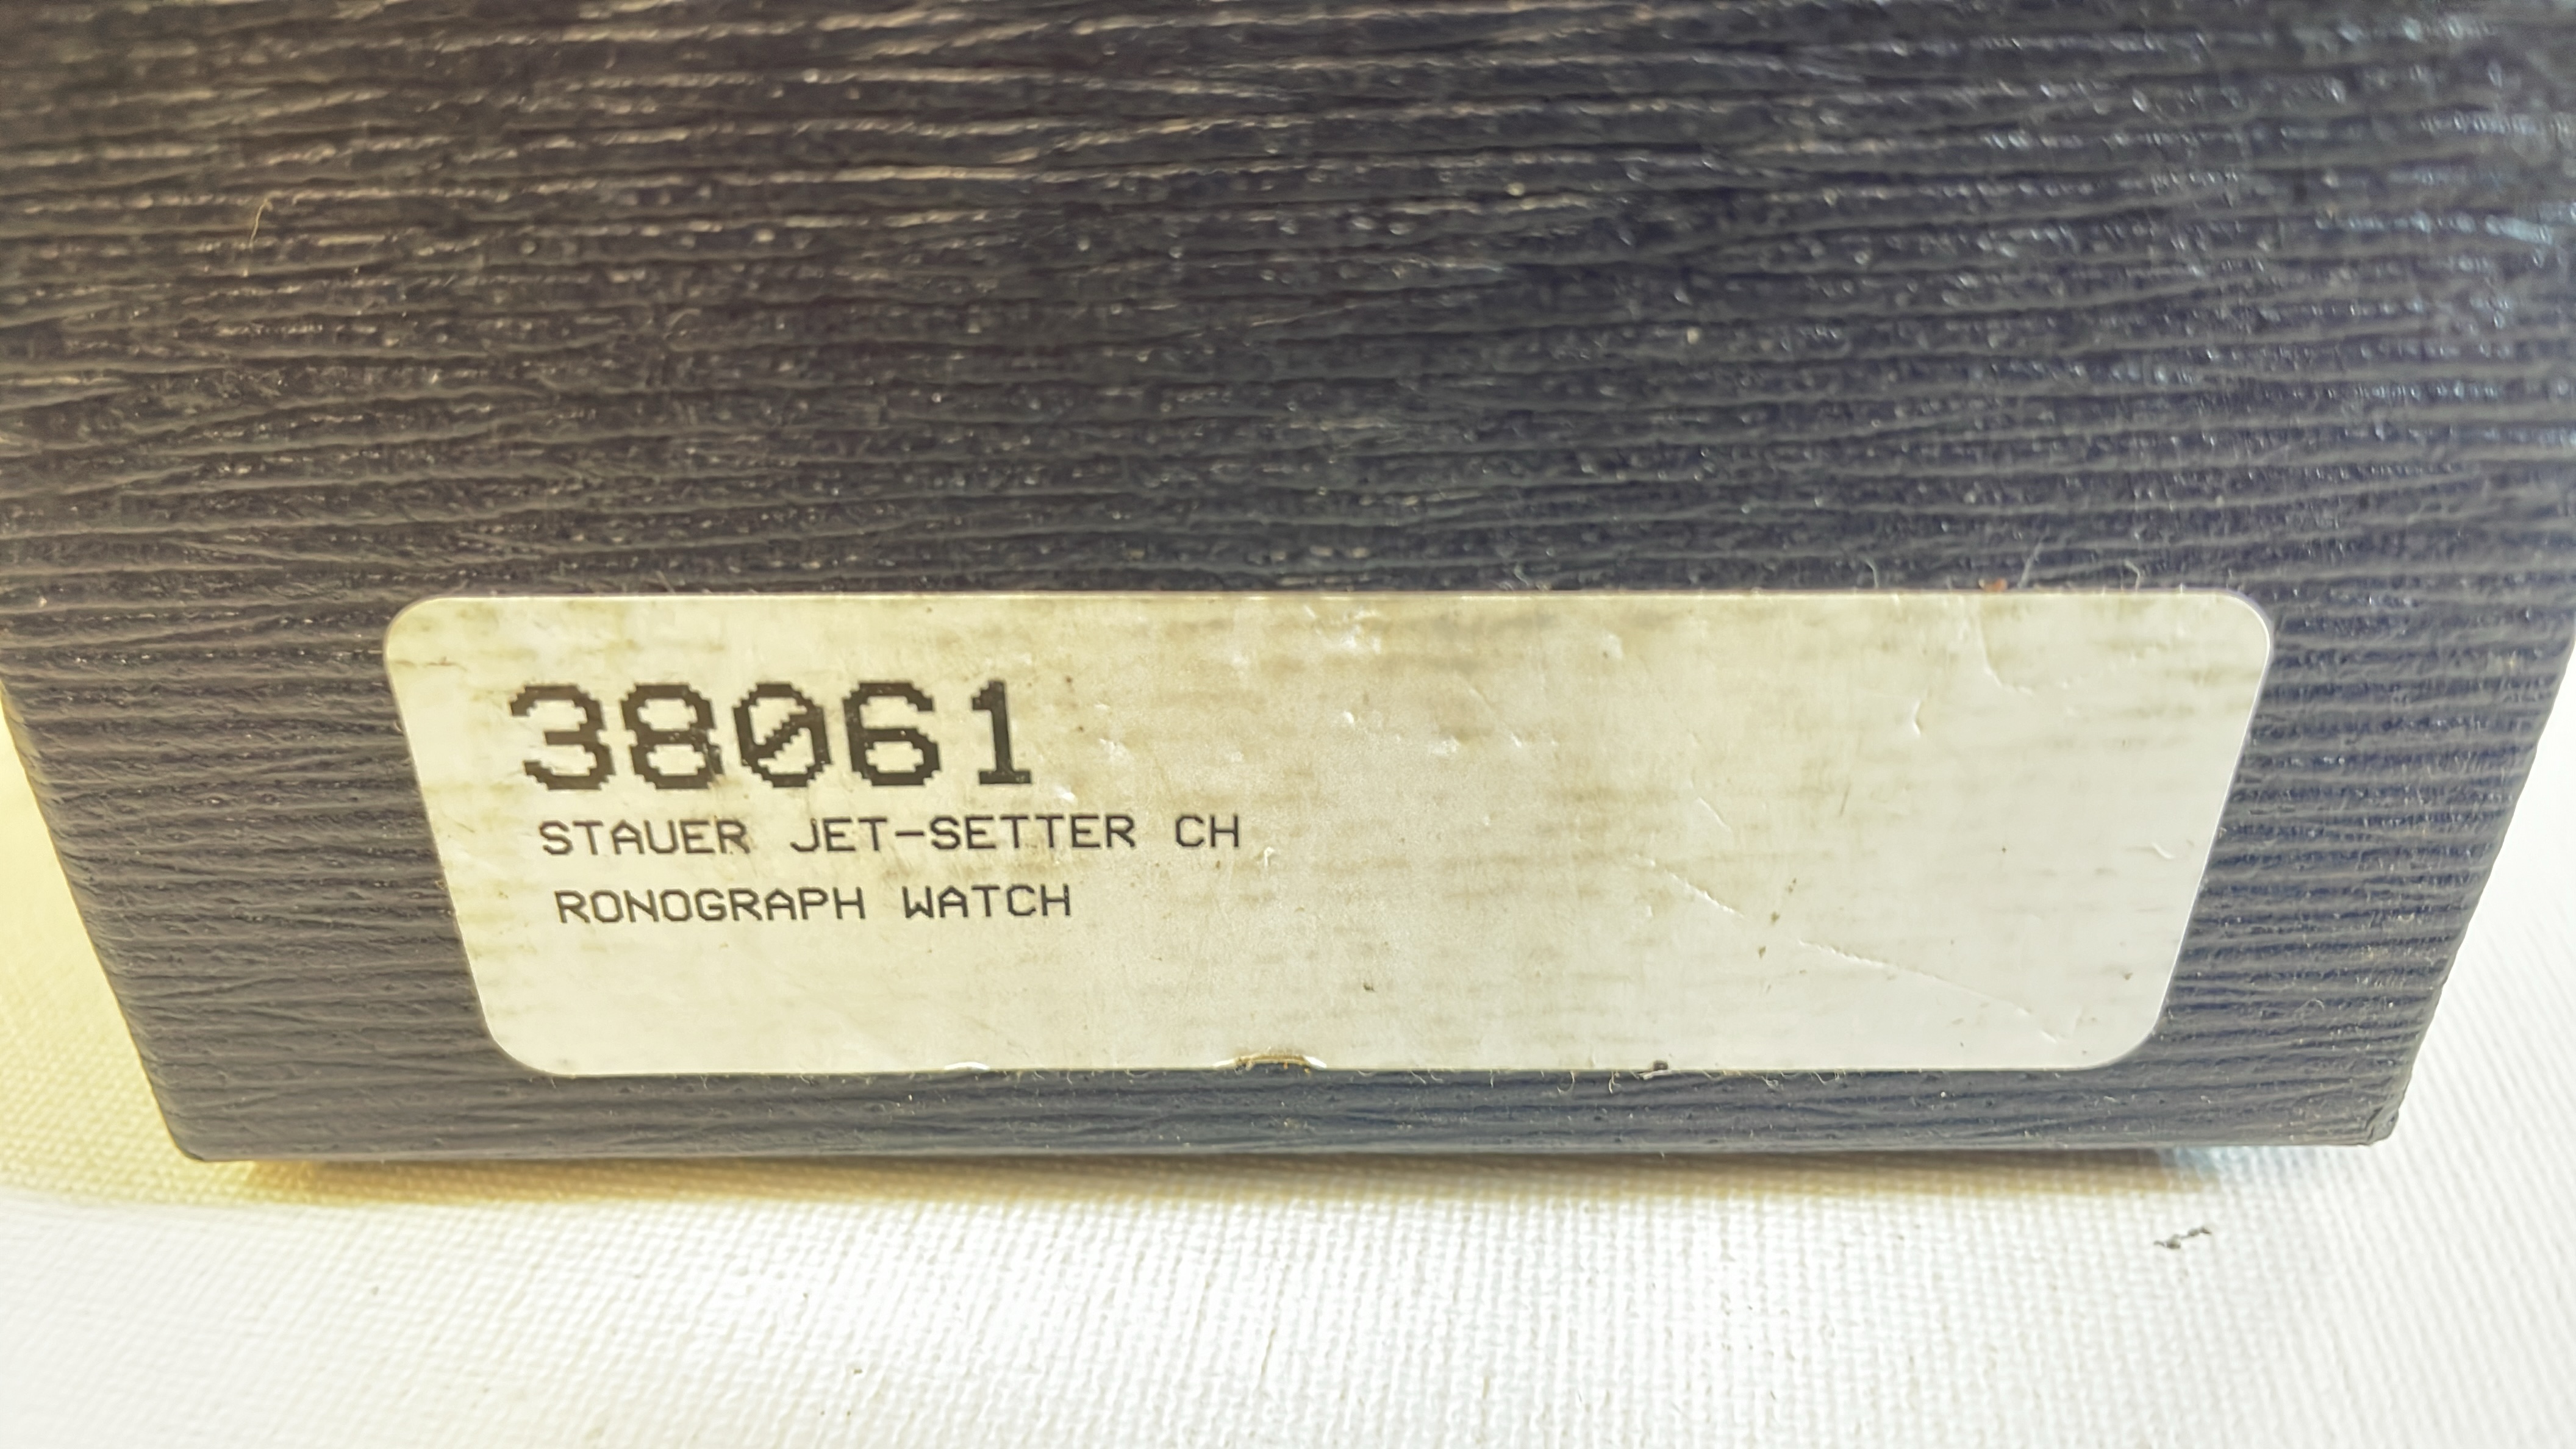 38061
STAUER JET-SETTER CH
RONOGRAPH WATCH